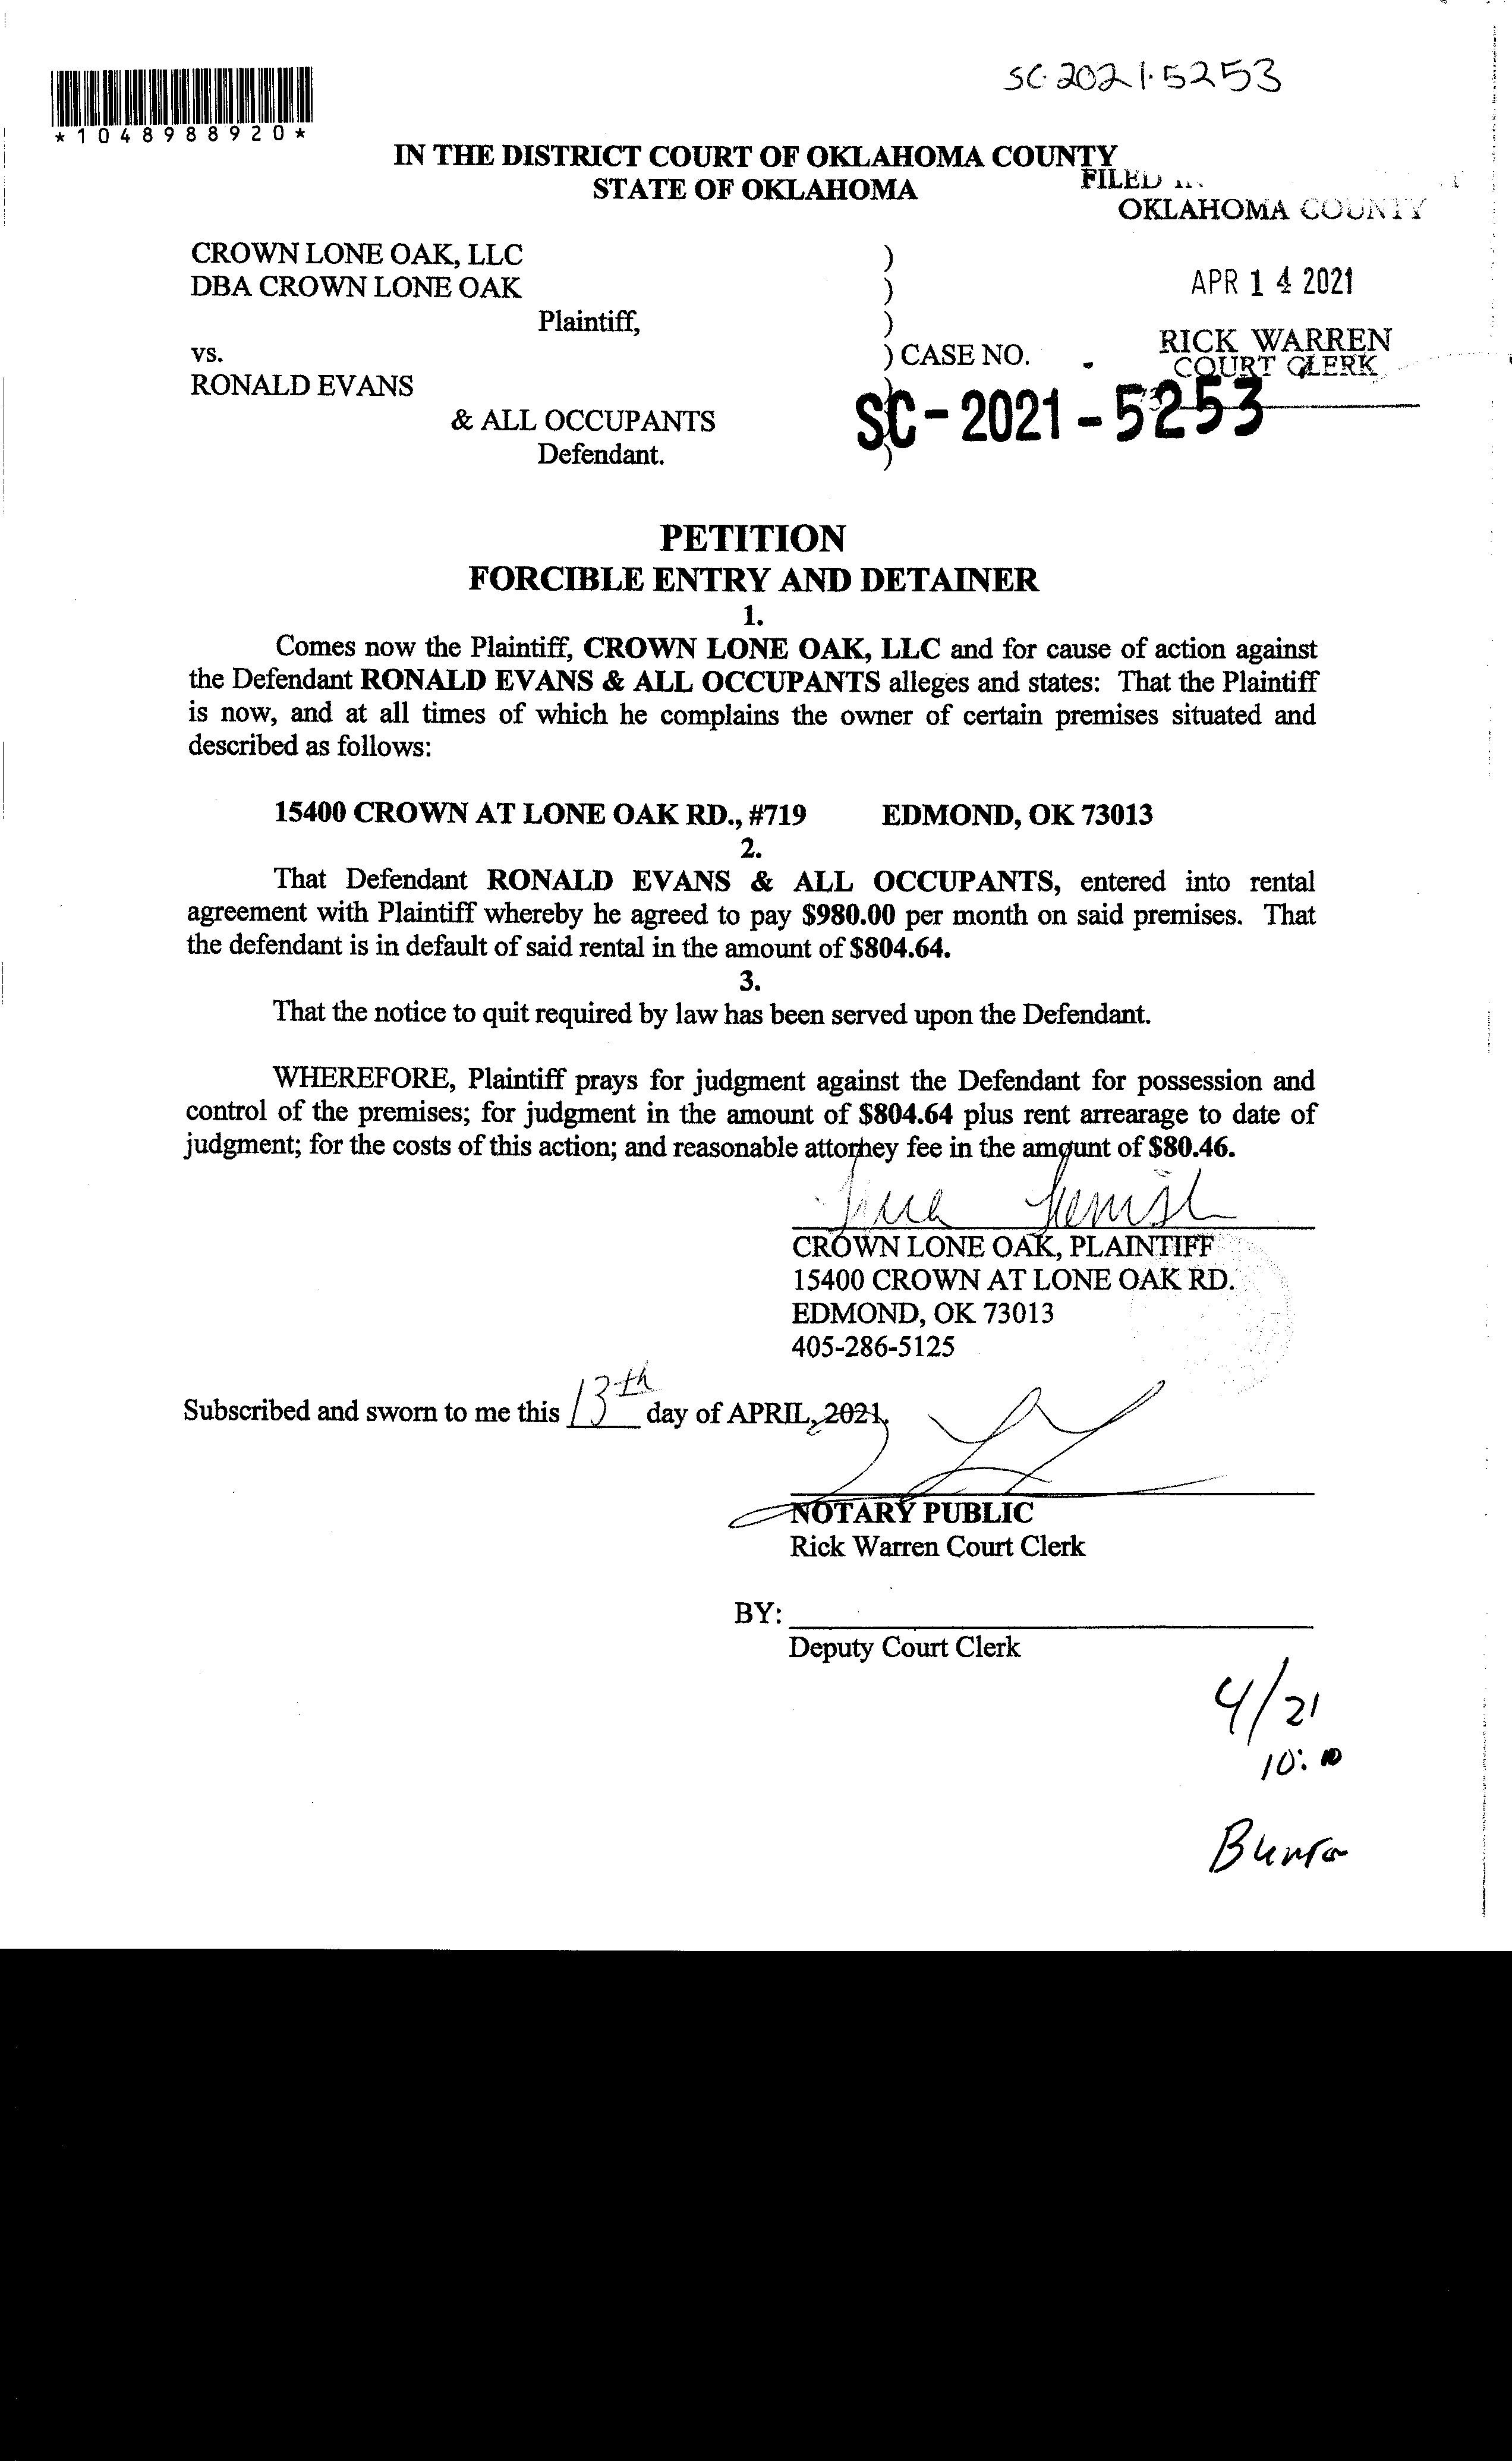 SC-2021-5253
*1048988920*
IN THE DISTRICT COURT OF OKLAHOMA COUNTY
STATE OF OKLAHOMA
FILED
OKLAHOMA COUNTY
CROWN LONE OAK, LLC )
DBA CROWN LONE OAK )
Plaintiff, )
APR 14 2021
vs. ) CASE NO.
RICK WARREN
COURT CLERK
RONALD EVANS )
& ALL OCCUPANTS
SC-2021-5253
Defendant. )
PETITION
FORCIBLE ENTRY AND DETAINER
1.
Comes now the Plaintiff, CROWN LONE OAK, LLC and for cause of action against
the Defendant RONALD EVANS & ALL OCCUPANTS alleges and states: That the Plaintiff
is now, and at all times of which he complains the owner of certain premises situated and
described as follows:
15400 CROWN AT LONE OAK RD., #719 EDMOND, OK 73013
2.
That Defendant RONALD EVANS & ALL OCCUPANTS, entered into rental
agreement with Plaintiff whereby he agreed to pay $980.00 per month on said premises. That
the defendant is in default of said rental in the amount of $804.64.
3.
That the notice to quit required by law has been served upon the Defendant.
WHEREFORE, Plaintiff prays for judgment against the Defendant for possession and
control of the premises; for judgment in the amount of $804.64 plus rent arrearage to date of
judgment; for the costs of this action; and reasonable attorney fee in the amount of $80.46.
CROWN LONE OAK, PLAINTIFF
15400 CROWN AT LONE OAK RD.
EDMOND, OK 73013
405-286-5125
Subscribed and sworn to me this 13th day of APRIL, 2021.
NOTARY PUBLIC
Rick Warren Court Clerk
BY:
Deputy Court Clerk
4/21
10:00